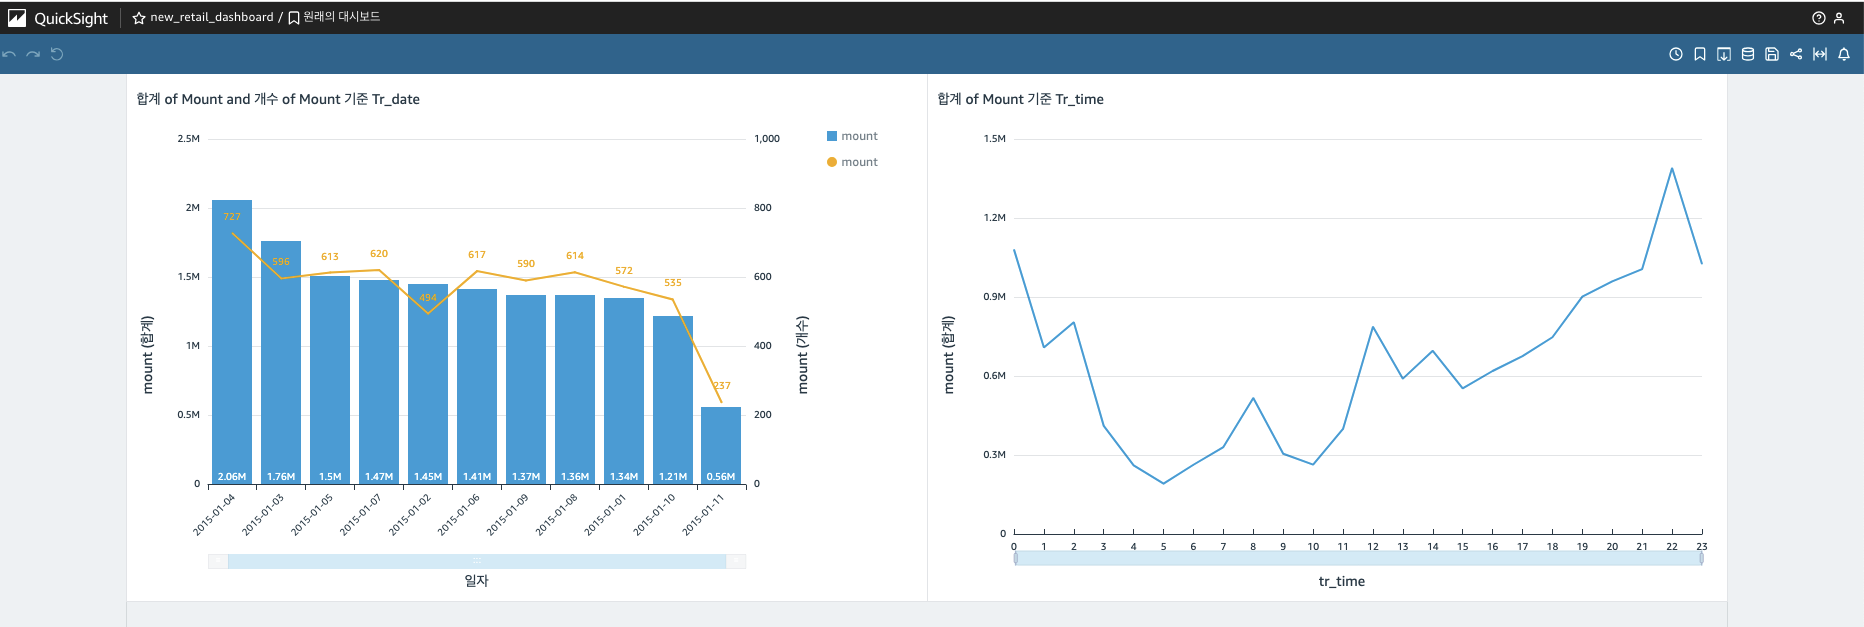 QuickSight new_retail_dashboard / 원래의 대시보드
합계 of Mount and 개수 of Mount 기준 Tr_date
mount
mount
mount (합계)
2.5M
2M
1.5M
1M
0.5M
0
727
596
613
620
494
617
590
614
572
535
237
2.06M 1.76M 1.5M 1.47M 1.45M 1.41M 1.37M 1.36M 1.34M 1.21M 0.56M
1,000
800
600
400
200
0
mount (개수)
2015-01-04 2015-01-03 2015-01-05 2015-01-07 2015-01-02 2015-01-06 2015-01-09 2015-01-08 2015-01-01 2015-01-10 2015-01-11
일자
합계 of Mount 기준 Tr_time
mount (합계)
1.5M
1.2M
0.9M
0.6M
0.3M
0
0 1 2 3 4 5 6 7 8 9 10 11 12 13 14 15 16 17 18 19 20 21 22 23
tr_time